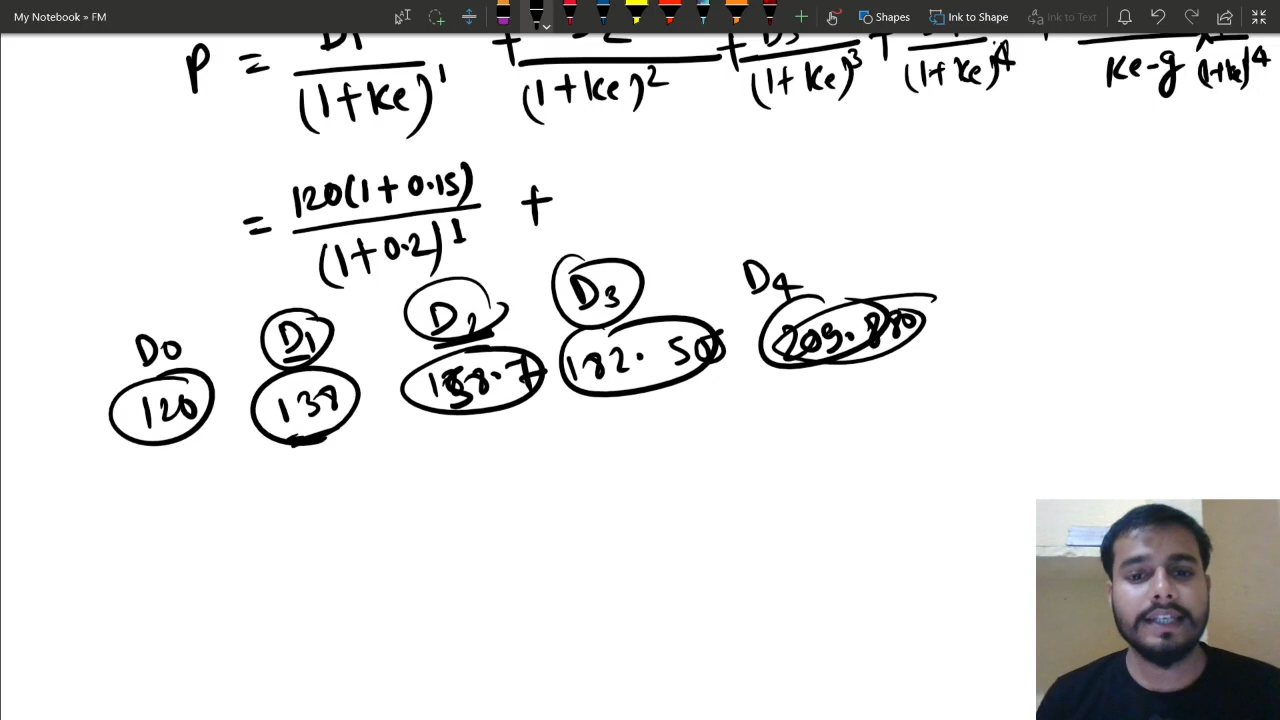 My Notebook » FM
Shapes Ink to Shape Ink to Text
P = D1/(1+Ke)^1 + D2/(1+Ke)^2 + D3/(1+Ke)^3 + /(1+Ke)^4 + /Ke-g (1+Ke)^4
= 120(1+0.15)/(1+0.2)^1 +
D0 D1 D2 D3 D4
120 138 158.7 182.50